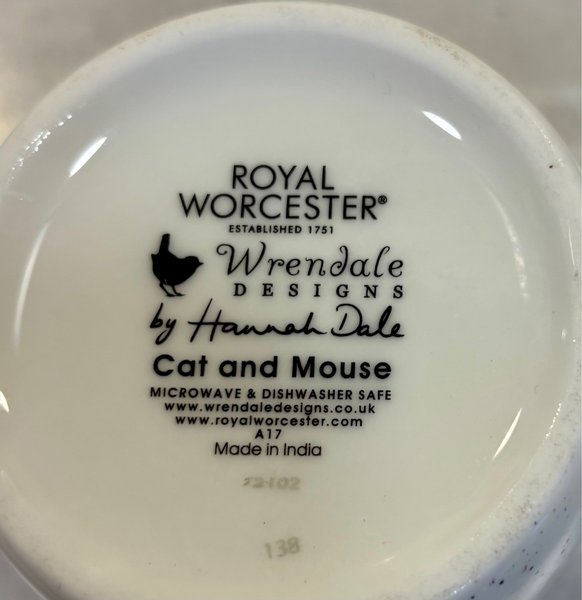 ROYAL
WORCESTER®
ESTABLISHED 1751
Wrendale
DESIGNS
by Hannah Dale
Cat and Mouse
MICROWAVE & DISHWASHER SAFE
www.wrendaledesigns.co.uk
www.royalworcester.com
A17
Made in India
138